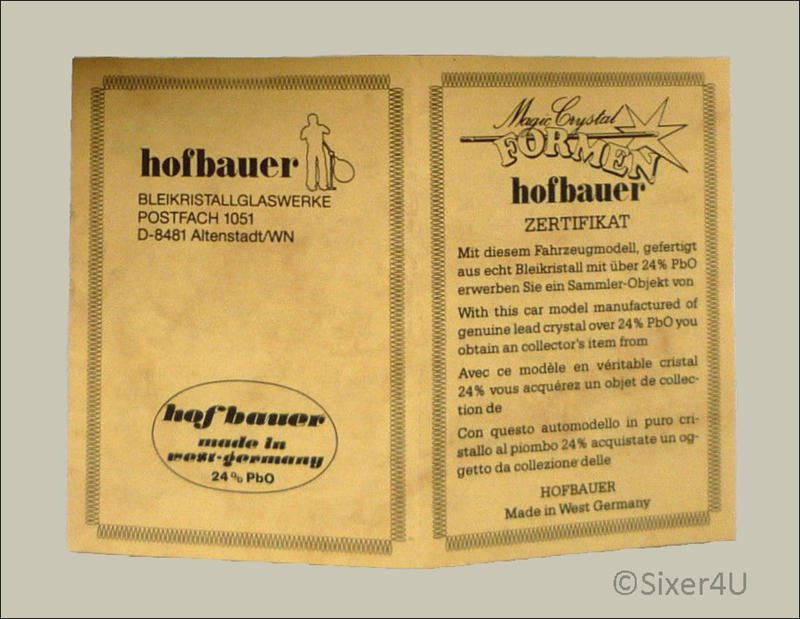 hofbauer
BLEIKRISTALLGLASWERKE
POSTFACH 1051
D-8481 Altenstadt/WN
hofbauer
made in
west-germany
24% PbO
Magic Crystal
FORMEN
hofbauer
ZERTIFIKAT
Mit diesem Fahrzeugmodell, gefertigt
aus echt Bleikristall mit über 24% PbO
erwerben Sie ein Sammler-Objekt von
With this car model manufactured of
genuine lead crystal over 24% PbO you
obtain an collector's item from
Avec ce modèle en véritable cristal
24% vous acquérez un objet de collec-
tion de
Con questo automodello in puro cri-
stallo al piombo 24% acquistate un og-
getto da collezione delle
HOFBAUER
Made in West Germany
©Sixer4U